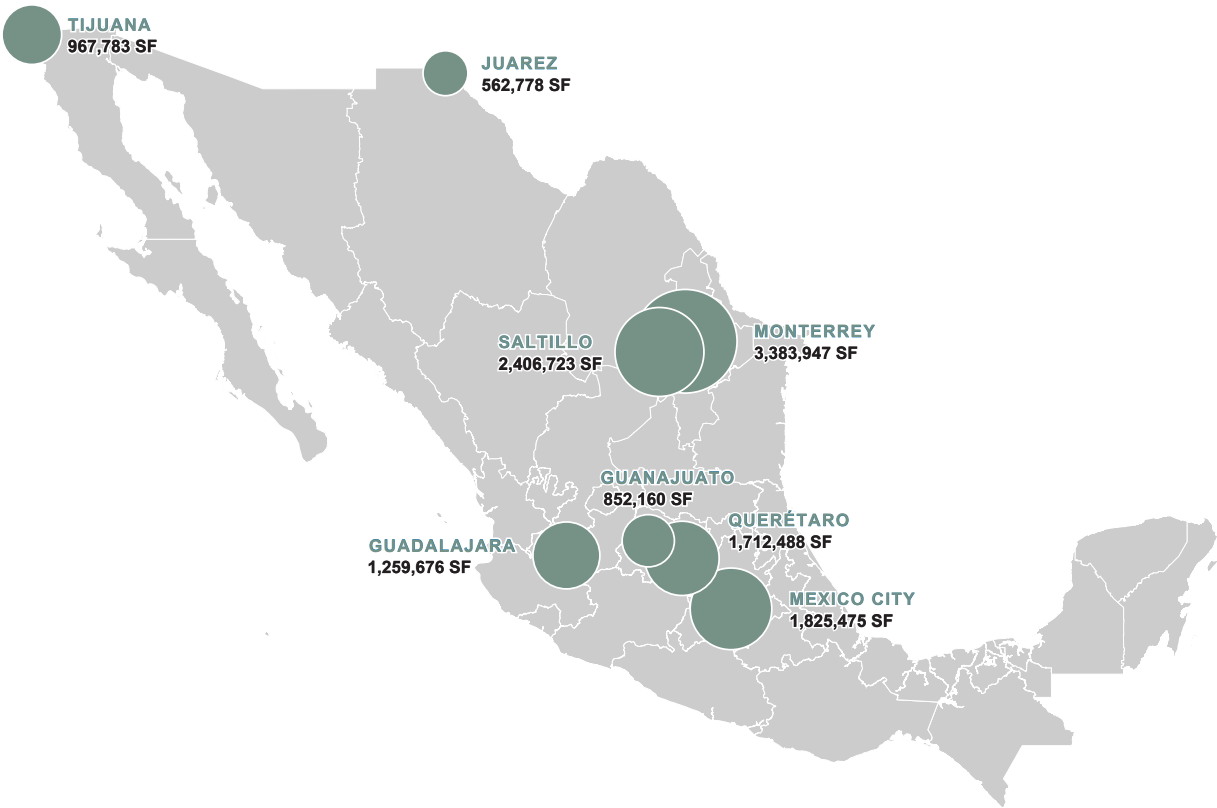 TIJUANA
967,783 SF
JUAREZ
562,778 SF
MONTERREY
3,383,947 SF
SALTILLO
2,406,723 SF
GUANAJUATO
852,160 SF
QUERÉTARO
1,712,488 SF
GUADALAJARA
1,259,676 SF
MEXICO CITY
1,825,475 SF